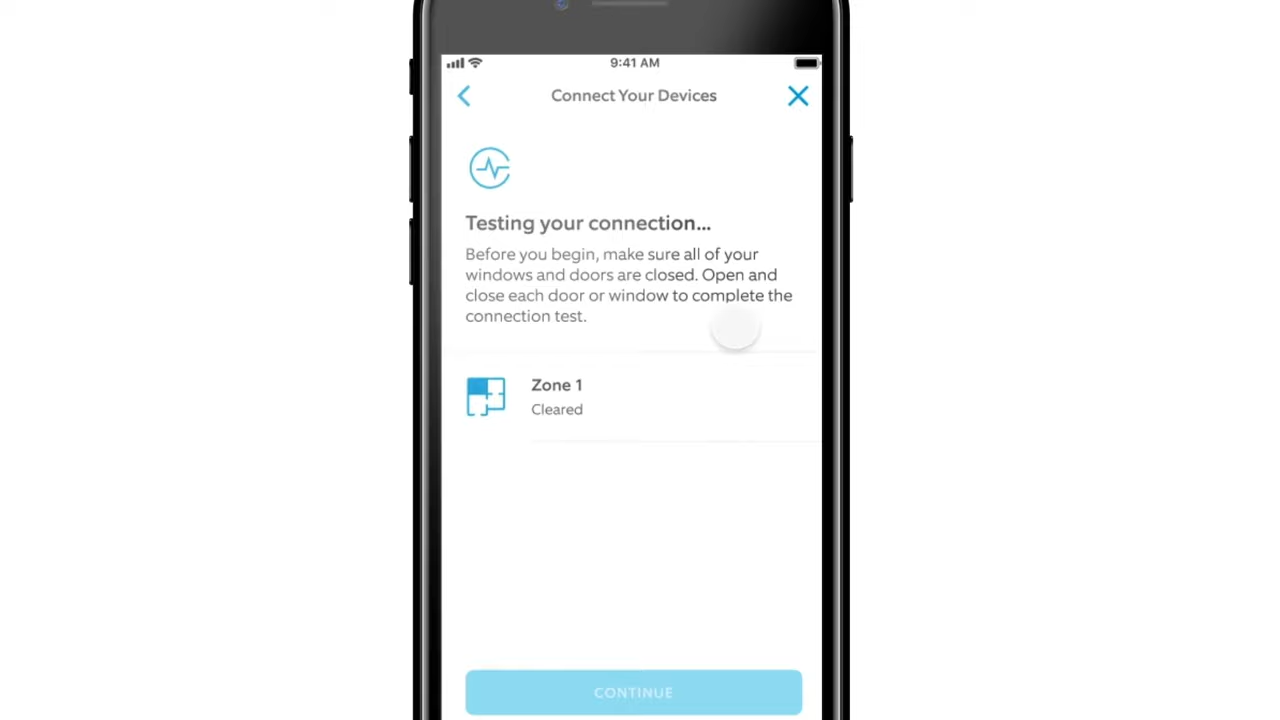 9:41 AM
Connect Your Devices
Testing your connection...
Before you begin, make sure all of your
windows and doors are closed. Open and
close each door or window to complete the
connection test.
Zone 1
Cleared
CONTINUE